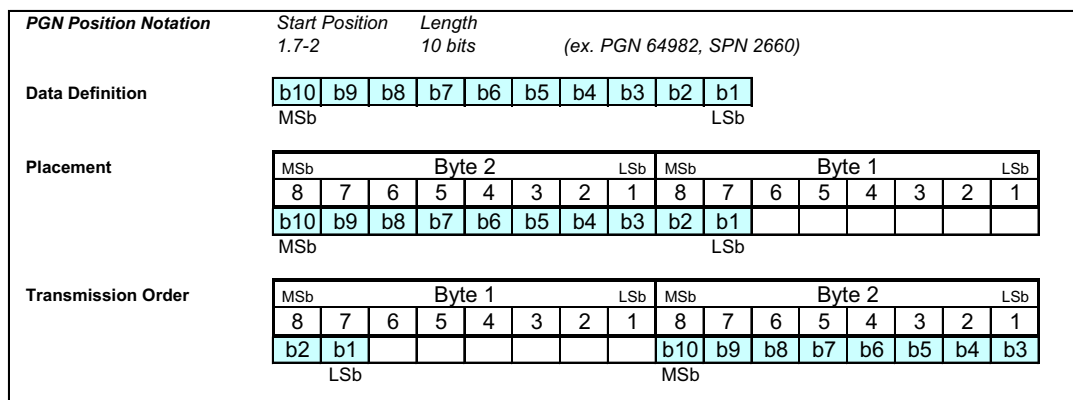 PGN Position Notation Start Position Length
1.7-2 10 bits (ex. PGN 64982, SPN 2660)
Data Definition b10 b9 b8 b7 b6 b5 b4 b3 b2 b1
MSb LSb
Placement MSb Byte 2 LSb MSb Byte 1 LSb
8 7 6 5 4 3 2 1 8 7 6 5 4 3 2 1
b10 b9 b8 b7 b6 b5 b4 b3 b2 b1
MSb LSb
Transmission Order MSb Byte 1 LSb MSb Byte 2 LSb
8 7 6 5 4 3 2 1 8 7 6 5 4 3 2 1
b2 b1 b10 b9 b8 b7 b6 b5 b4 b3
LSb MSb